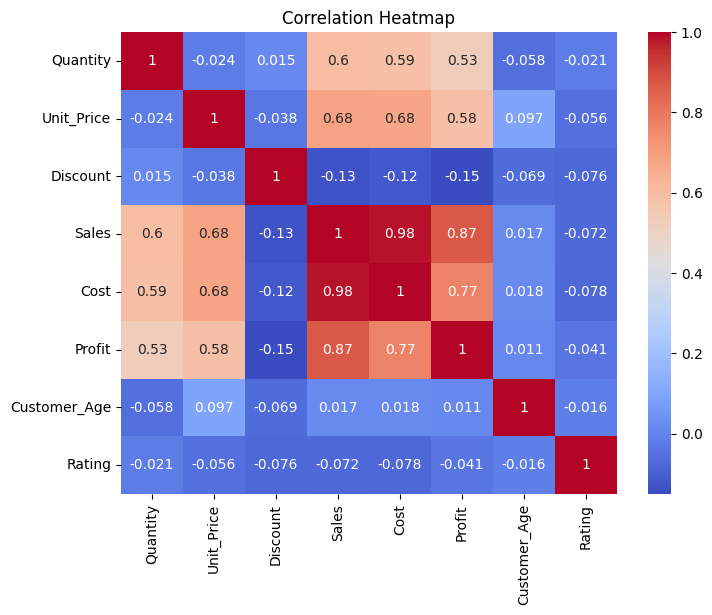 Correlation Heatmap
Quantity 1 -0.024 0.015 0.6 0.59 0.53 -0.058 -0.021
Unit_Price -0.024 1 -0.038 0.68 0.68 0.58 0.097 -0.056
Discount 0.015 -0.038 1 -0.13 -0.12 -0.15 -0.069 -0.076
Sales 0.6 0.68 -0.13 1 0.98 0.87 0.017 -0.072
Cost 0.59 0.68 -0.12 0.98 1 0.77 0.018 -0.078
Profit 0.53 0.58 -0.15 0.87 0.77 1 0.011 -0.041
Customer_Age -0.058 0.097 -0.069 0.017 0.018 0.011 1 -0.016
Rating -0.021 -0.056 -0.076 -0.072 -0.078 -0.041 -0.016 1
Quantity
Unit_Price
Discount
Sales
Cost
Profit
Customer_Age
Rating
1.0
0.8
0.6
0.4
0.2
0.0